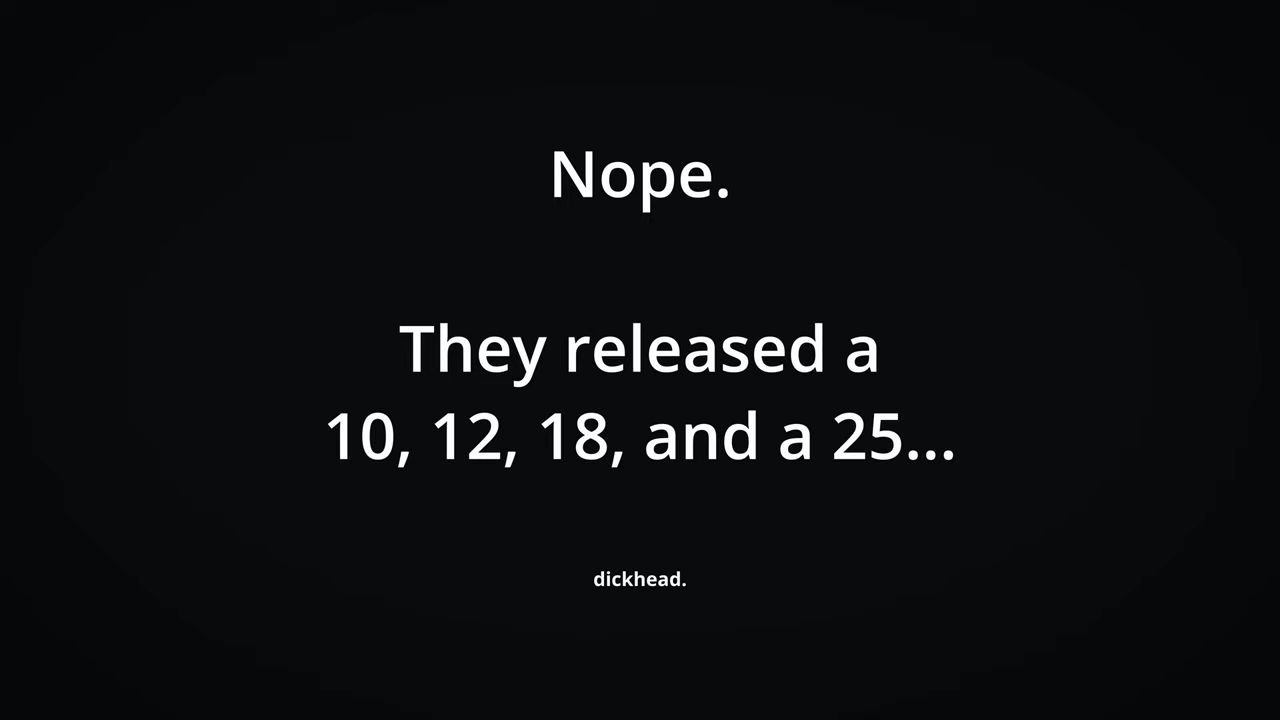 Nope.
They released a
10, 12, 18, and a 25...
dickhead.